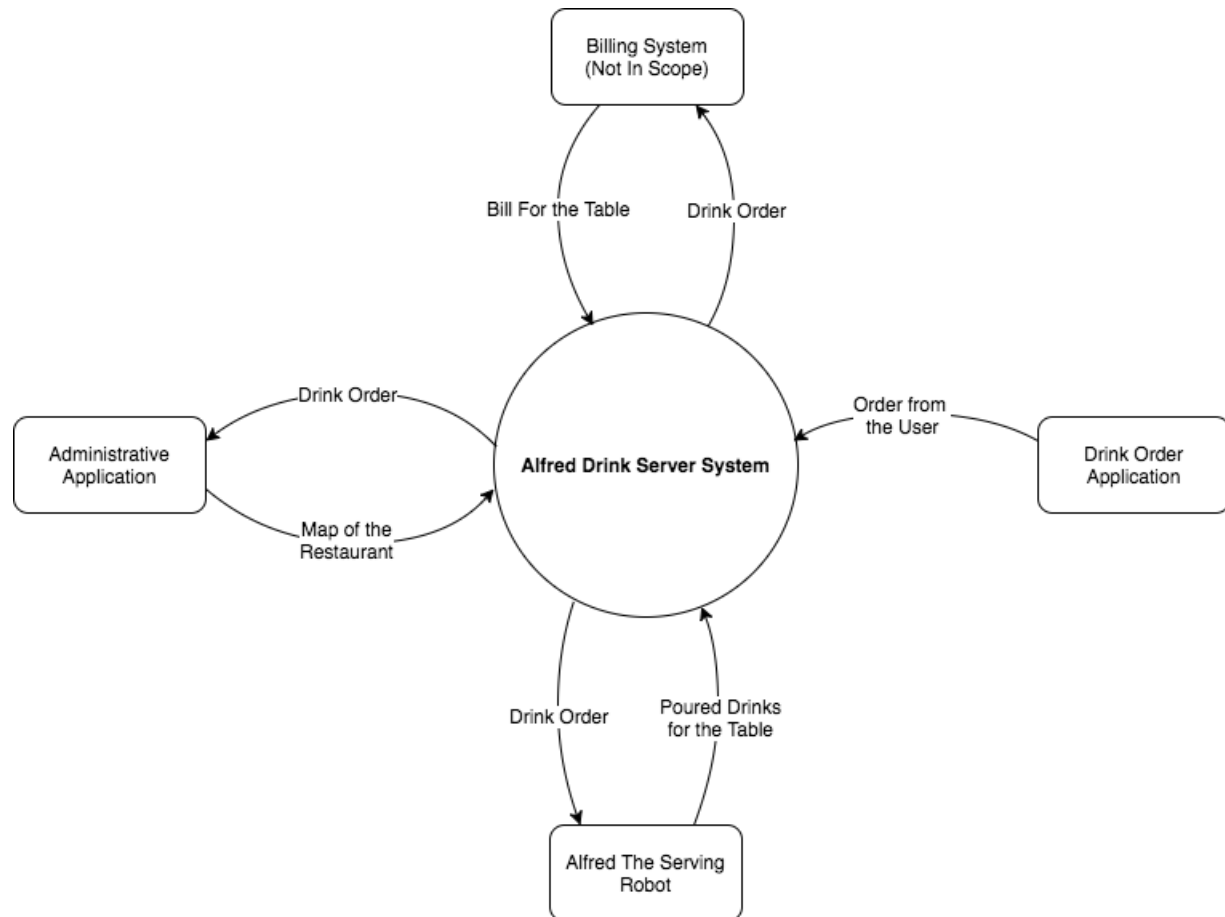 Billing System
(Not In Scope)
Bill For the Table
Drink Order
Drink Order
Order from
the User
Administrative
Application
Alfred Drink Server System
Drink Order
Application
Map of the
Restaurant
Drink Order
Poured Drinks
for the Table
Alfred The Serving
Robot